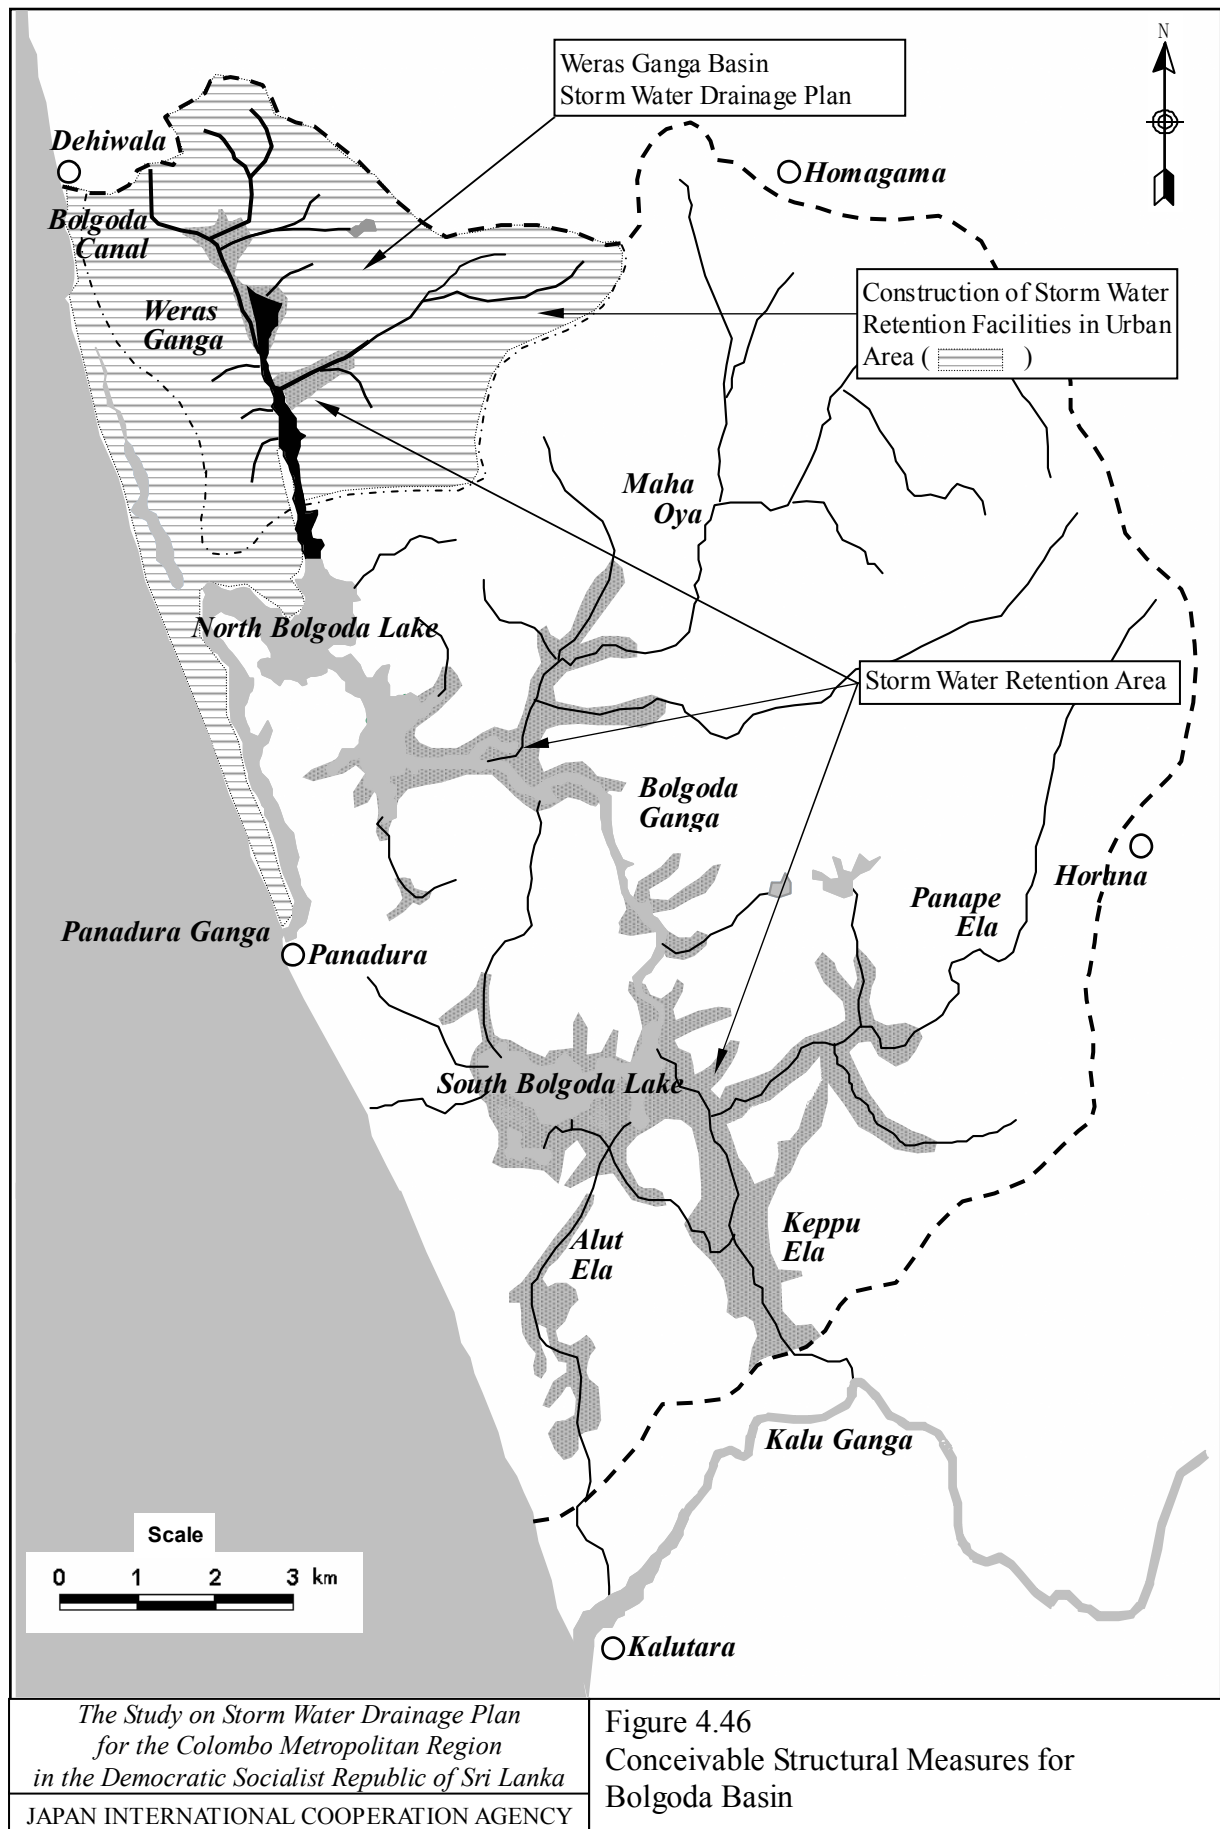 N
Weras Ganga Basin
Storm Water Drainage Plan
Dehiwala
Homagama
Bolgoda
Canal
Construction of Storm Water
Retention Facilities in Urban
Area ( )
Weras
Ganga
Maha
Oya
North Bolgoda Lake
Storm Water Retention Area
Bolgoda
Ganga
Horana
Panape
Ela
Panadura Ganga
Panadura
South Bolgoda Lake
Keppu
Ela
Alut
Ela
Kalu Ganga
Scale
0 1 2 3 km
Kalutara
The Study on Storm Water Drainage Plan
for the Colombo Metropolitan Region
in the Democratic Socialist Republic of Sri Lanka
JAPAN INTERNATIONAL COOPERATION AGENCY
Figure 4.46
Conceivable Structural Measures for
Bolgoda Basin